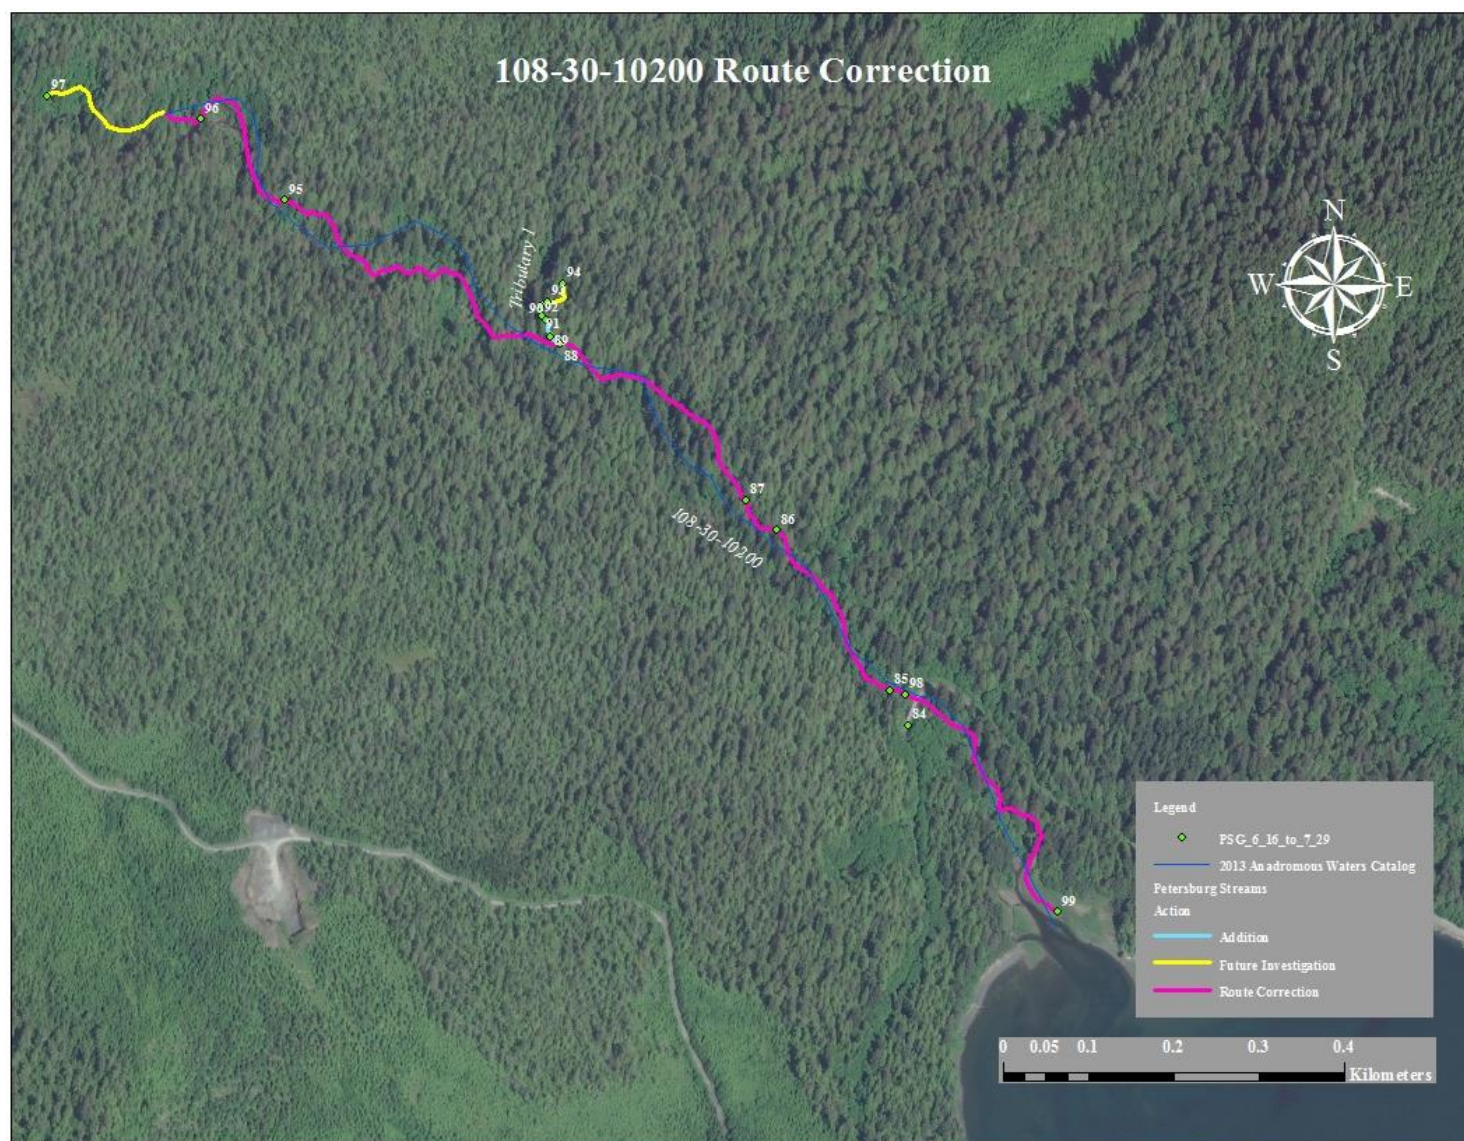 108-30-10200 Route Correction
97
96
95
N
W E
S
Tributary 1
94
93
90 92
91
89
88
87
86
108-30-10200
85 98
84
99
Legend
PSG_6_16_to_7_29
2013 Anadromous Waters Catalog
Petersburg Streams
Action
Addition
Future Investigation
Route Correction
0 0.05 0.1 0.2 0.3 0.4
Kilometers